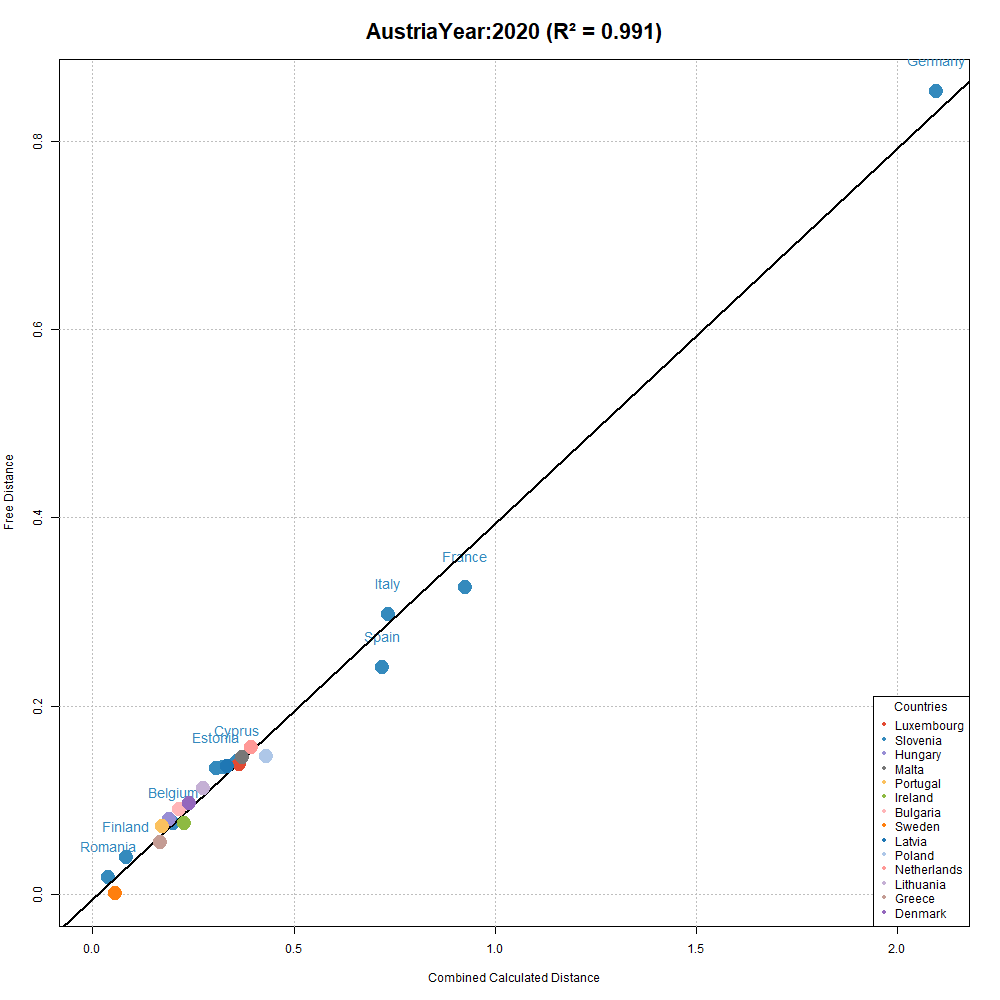 AustriaYear:2020 (R² = 0.991)
Germany
France
Italy
Spain
Cyprus
Estonia
Belgium
Finland
Romania
Free Distance
0.8
0.6
0.4
0.2
0.0
0.0 0.5 1.0 1.5 2.0
Combined Calculated Distance
Countries
Luxembourg
Slovenia
Hungary
Malta
Portugal
Ireland
Bulgaria
Sweden
Latvia
Poland
Netherlands
Lithuania
Greece
Denmark